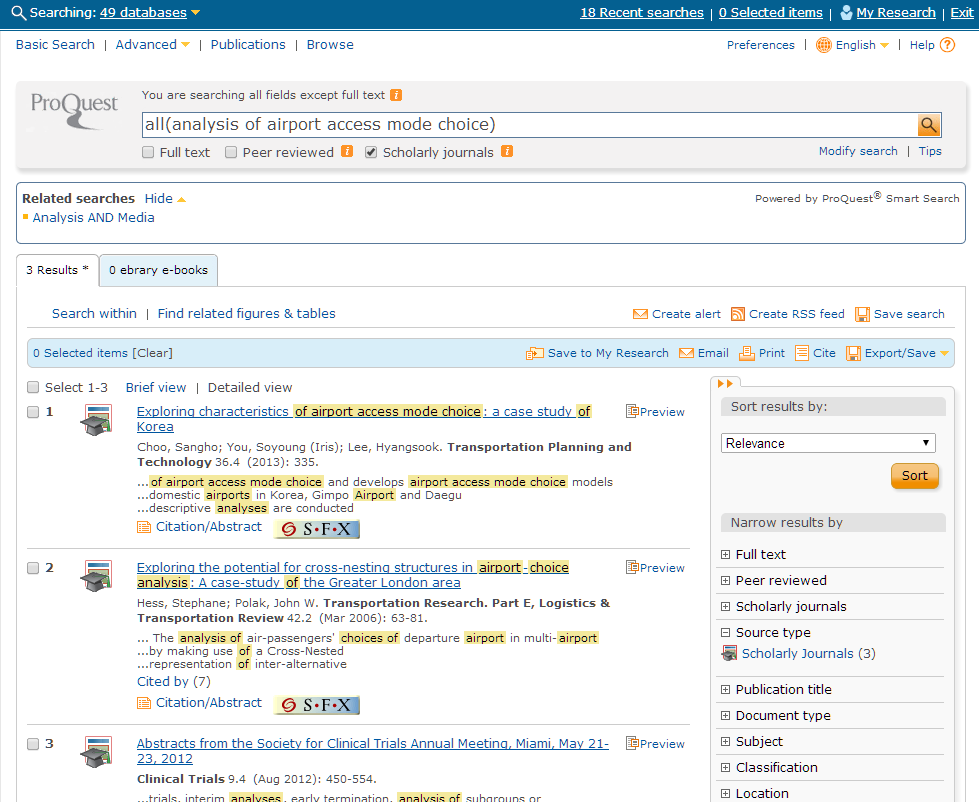 Searching: 49 databases
18 Recent searches | 0 Selected items | My Research | Exit
Basic Search | Advanced | Publications | Browse
Preferences | English | Help ?
ProQuest
You are searching all fields except full text i
all(analysis of airport access mode choice)
Full text Peer reviewed i Scholarly journals i
Modify search | Tips
Related searches Hide
Powered by ProQuest® Smart Search
Analysis AND Media
3 Results * 0 ebrary e-books
Search within | Find related figures & tables
Create alert Create RSS feed Save search
0 Selected items [Clear]
Save to My Research Email Print Cite Export/Save
Select 1-3 Brief view | Detailed view
1 Exploring characteristics of airport access mode choice: a case study of
Korea
Preview
Choo, Sangho; You, Soyoung (Iris); Lee, Hyangsook. Transportation Planning and
Technology 36.4 (2013): 335.
...of airport access mode choice and develops airport access mode choice models
...domestic airports in Korea, Gimpo Airport and Daegu
...descriptive analyses are conducted
Citation/Abstract S·F·X
2 Exploring the potential for cross-nesting structures in airport-choice
analysis: A case-study of the Greater London area
Preview
Hess, Stephane; Polak, John W. Transportation Research. Part E, Logistics &
Transportation Review 42.2 (Mar 2006): 63-81.
... The analysis of air-passengers' choices of departure airport in multi-airport
...by making use of a Cross-Nested
...representation of inter-alternative
Cited by (7)
Citation/Abstract S·F·X
3 Abstracts from the Society for Clinical Trials Annual Meeting, Miami, May 21-
23, 2012
Preview
Clinical Trials 9.4 (Aug 2012): 450-554.
...trials, interim analyses, early termination, analysis of subgroups or
Sort results by:
Relevance
Sort
Narrow results by
Full text
Peer reviewed
Scholarly journals
Source type
Scholarly Journals (3)
Publication title
Document type
Subject
Classification
Location